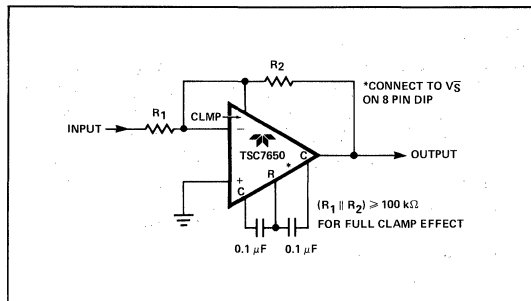 R2
*CONNECT TO VS̄
ON 8 PIN DIP
R1
CLMP
INPUT
−
TSC7650
C
*
R
OUTPUT
+
C
(R1 || R2) ⩾ 100 kΩ
FOR FULL CLAMP EFFECT
0.1 µF
0.1 µF